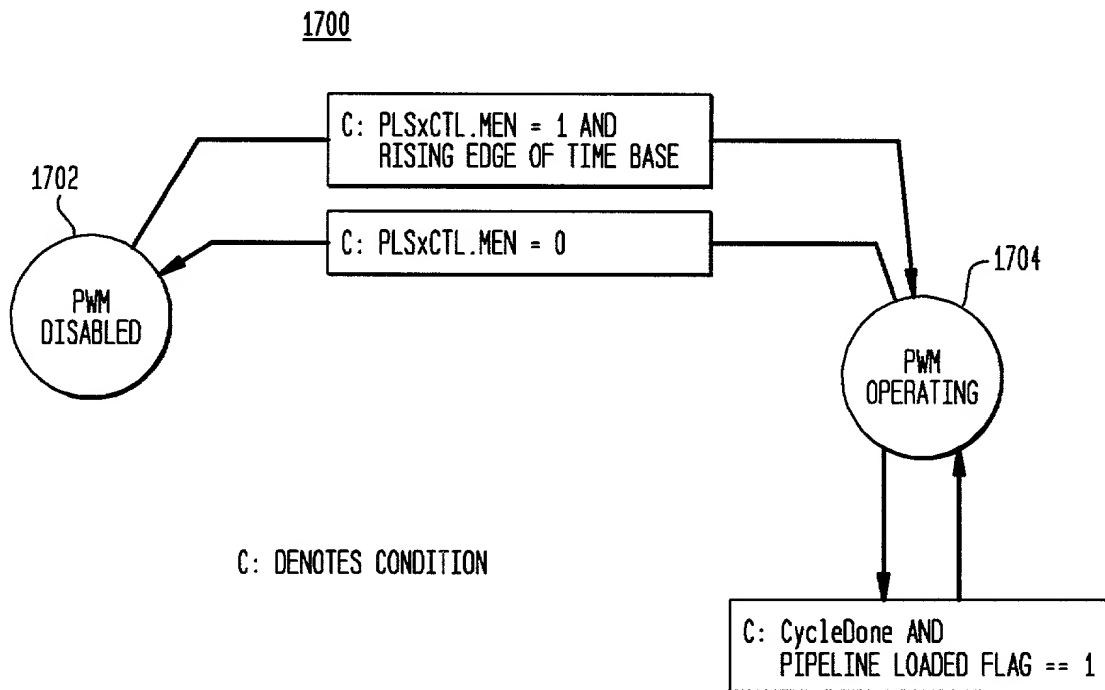 1700
C: PLSxCTL.MEN = 1 AND
RISING EDGE OF TIME BASE
1702
C: PLSxCTL.MEN = 0
1704
PWM
DISABLED
PWM
OPERATING
C: DENOTES CONDITION
C: CycleDone AND
PIPELINE LOADED FLAG == 1